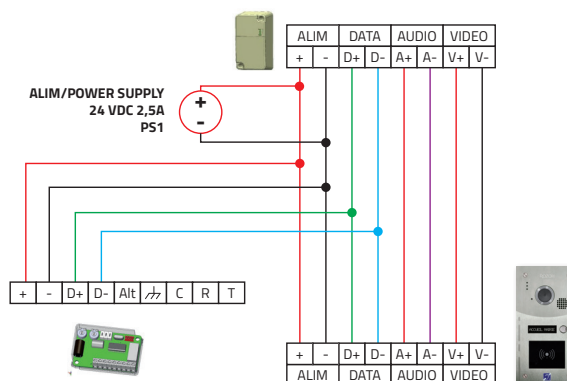 ALIM DATA AUDIO VIDEO
+ - D+ D- A+ A- V+ V-
ALIM/POWER SUPPLY
24 VDC 2,5A
PS1
+
-
+ - D+ D- Alt C R T
+ - D+ D- A+ A- V+ V-
ALIM DATA AUDIO VIDEO